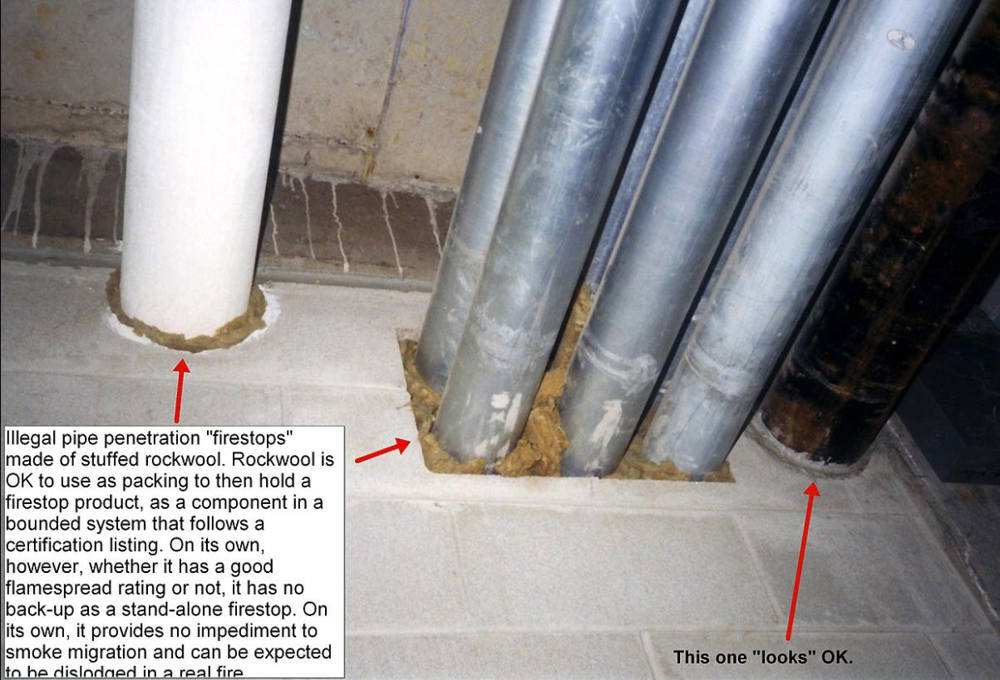 Illegal pipe penetration "firestops"
made of stuffed rockwool. Rockwool is
OK to use as packing to then hold a
firestop product, as a component in a
bounded system that follows a
certification listing. On its own,
however, whether it has a good
flamespread rating or not, it has no
back-up as a stand-alone firestop. On
its own, it provides no impediment to
smoke migration and can be expected
to be dislodged in a real fire
This one "looks" OK.